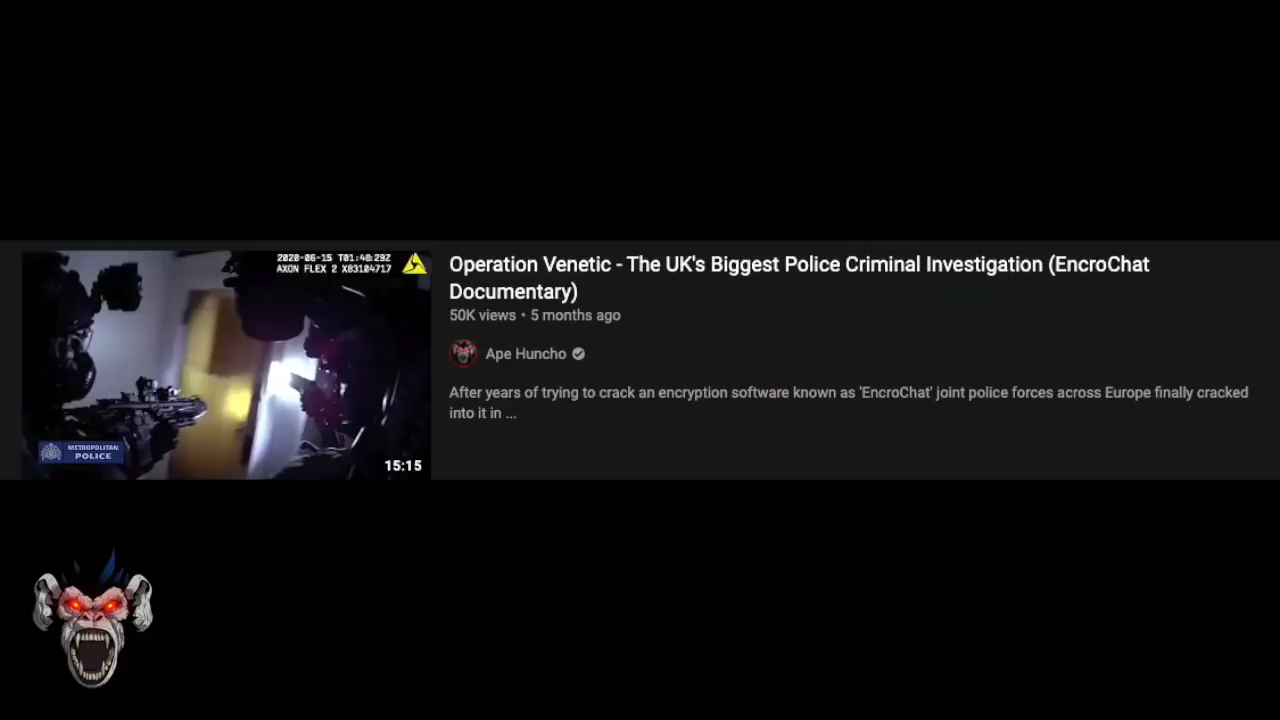 2020-06-15 T01:48:29Z
AXON FLEX 2 X83104717
METROPOLITAN
POLICE
15:15
Operation Venetic - The UK's Biggest Police Criminal Investigation (EncroChat
Documentary)
50K views • 5 months ago
Ape Huncho
After years of trying to crack an encryption software known as 'EncroChat' joint police forces across Europe finally cracked
into it in ...